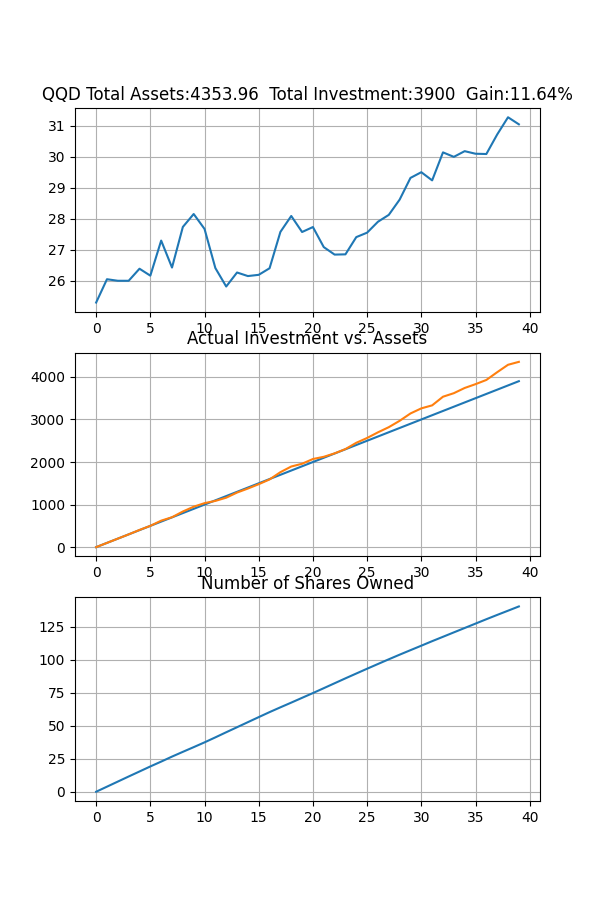 QQD Total Assets:4353.96  Total Investment:3900  Gain:11.64%
31
30
29
28
27
26
0 5 10 15 20 25 30 35 40
Actual Investment vs. Assets
4000
3000
2000
1000
0
0 5 10 15 20 25 30 35 40
Number of Shares Owned
125
100
75
50
25
0
0 5 10 15 20 25 30 35 40